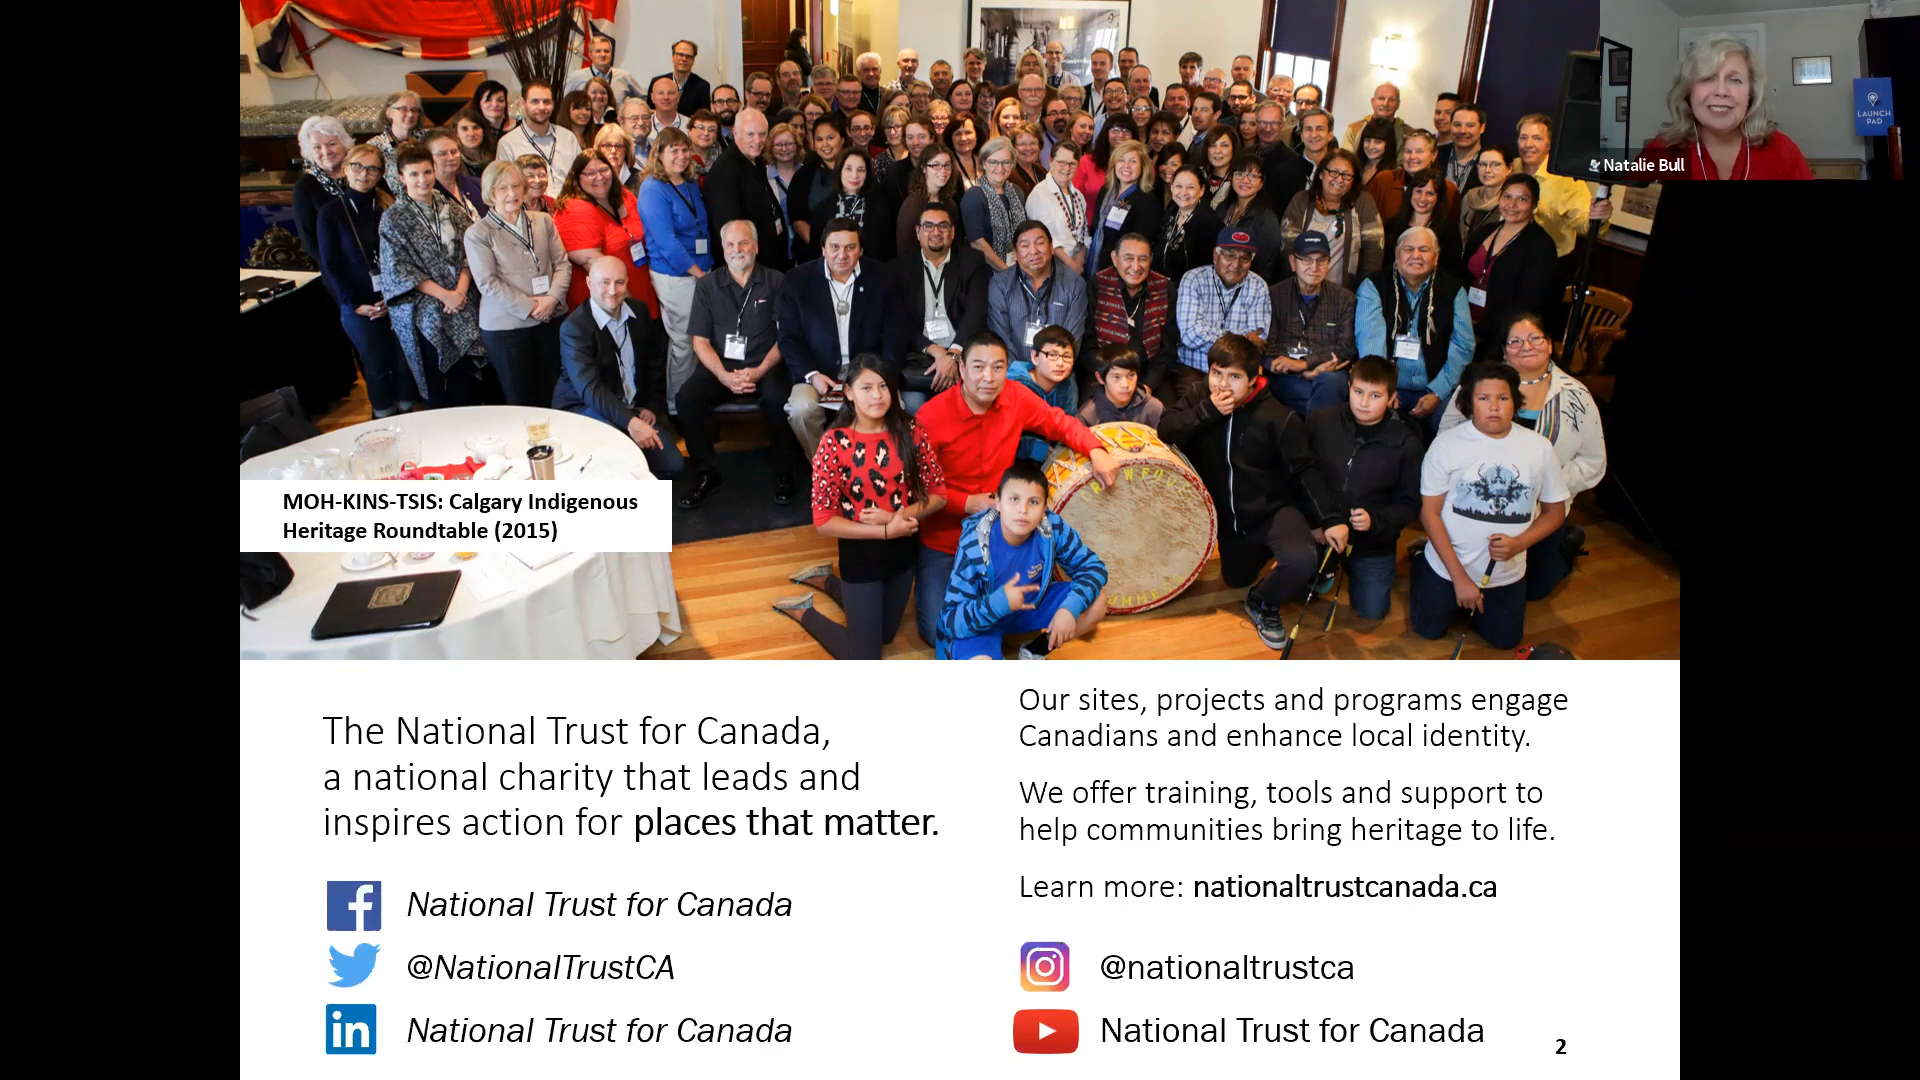 LAUNCH
PAD
Natalie Bull
MOH-KINS-TSIS: Calgary Indigenous
Heritage Roundtable (2015)
The National Trust for Canada,
a national charity that leads and
inspires action for places that matter.
National Trust for Canada
@NationalTrustCA
National Trust for Canada
Our sites, projects and programs engage
Canadians and enhance local identity.
We offer training, tools and support to
help communities bring heritage to life.
Learn more: nationaltrustcanada.ca
@nationaltrustca
National Trust for Canada
2